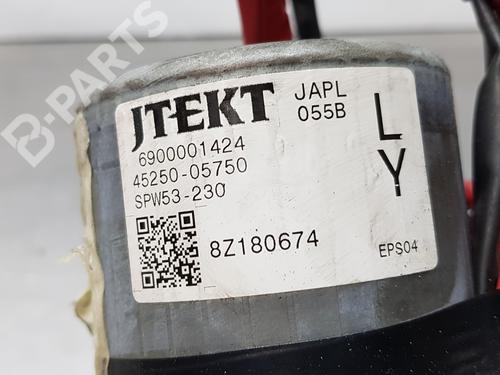 B-PARTS
JTEKT
JAPL
055B
L
Y
6900001424
45250-05750
SPW53-230
8Z180674
EPS04